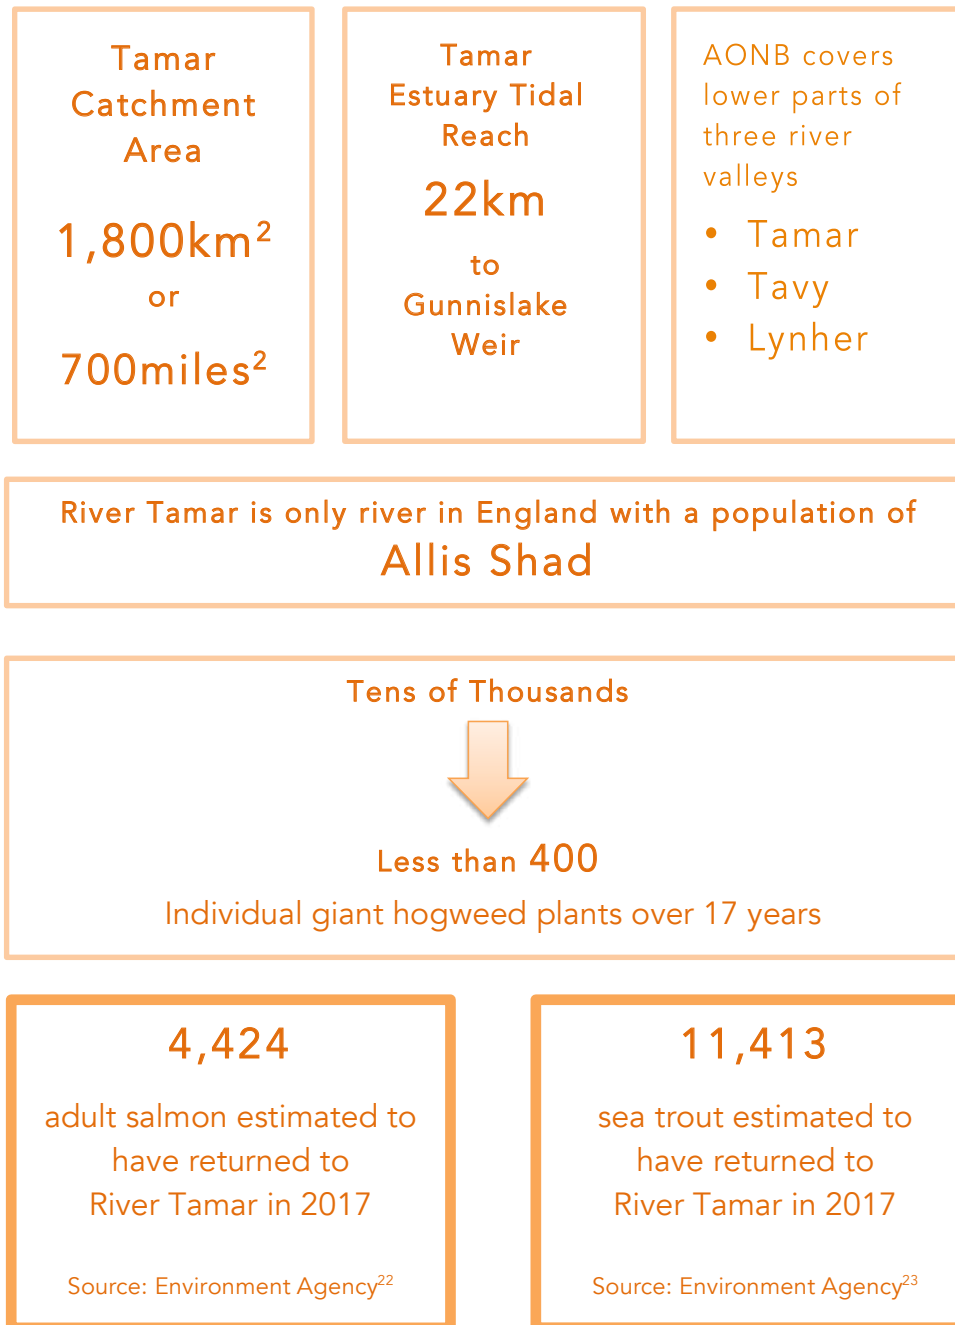 Tamar
Catchment
Area
1,800km²
or
700miles²
Tamar
Estuary Tidal
Reach
22km
to
Gunnislake
Weir
AONB covers
lower parts of
three river
valleys
• Tamar
• Tavy
• Lynher
River Tamar is only river in England with a population of
Allis Shad
Tens of Thousands
Less than 400
Individual giant hogweed plants over 17 years
4,424
adult salmon estimated to
have returned to
River Tamar in 2017
Source: Environment Agency²²
11,413
sea trout estimated to
have returned to
River Tamar in 2017
Source: Environment Agency²³